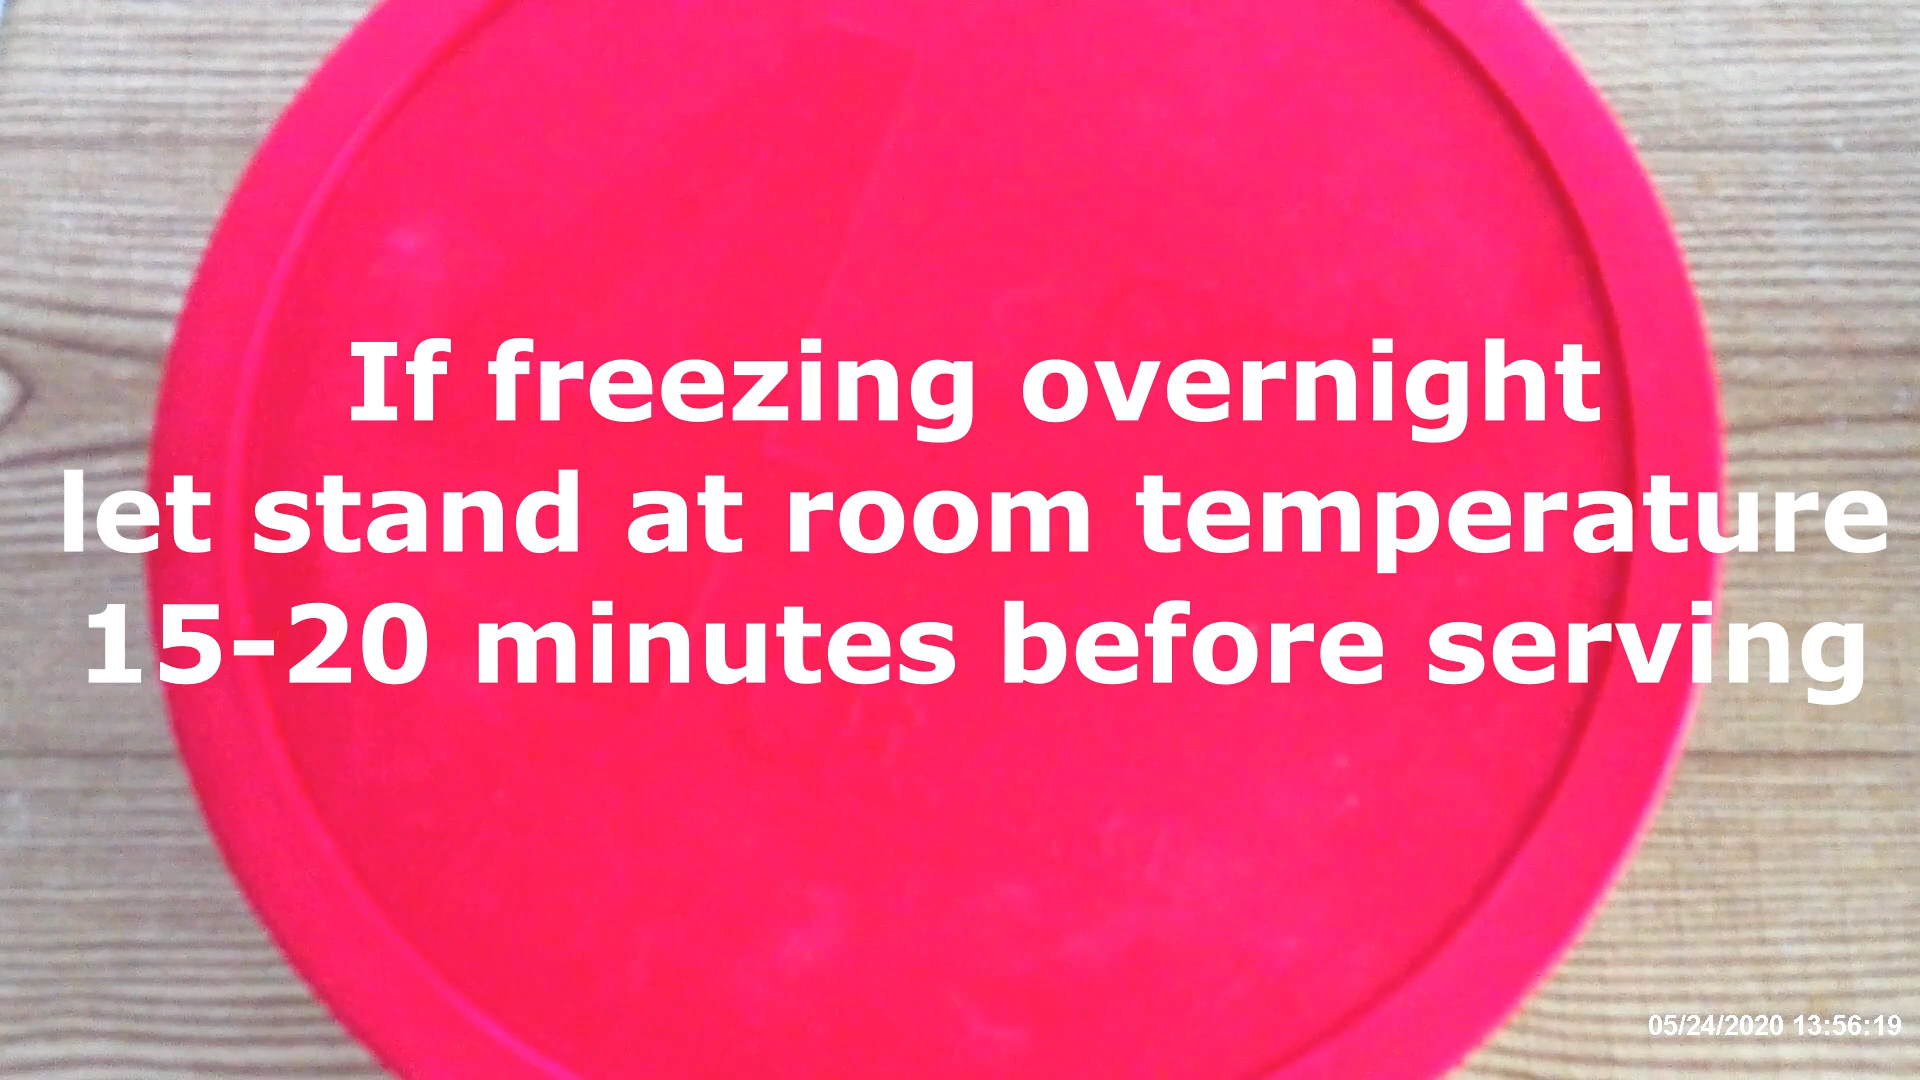 If freezing overnight
let stand at room temperature
15-20 minutes before serving
05/24/2020 13:56:19